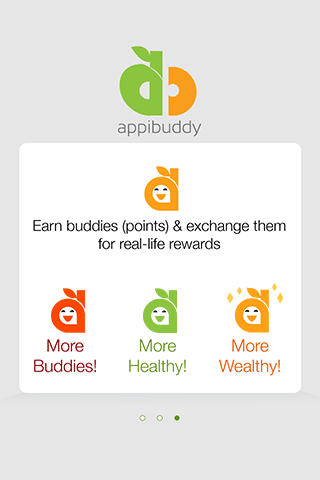 appibuddy
Earn buddies (points) & exchange them
for real-life rewards
More
Buddies!
More
Healthy!
More
Wealthy!